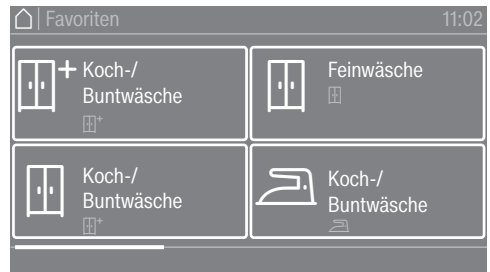 Favoriten 11:02
Koch-/
Buntwäsche
Feinwäsche
Koch-/
Buntwäsche
Koch-/
Buntwäsche